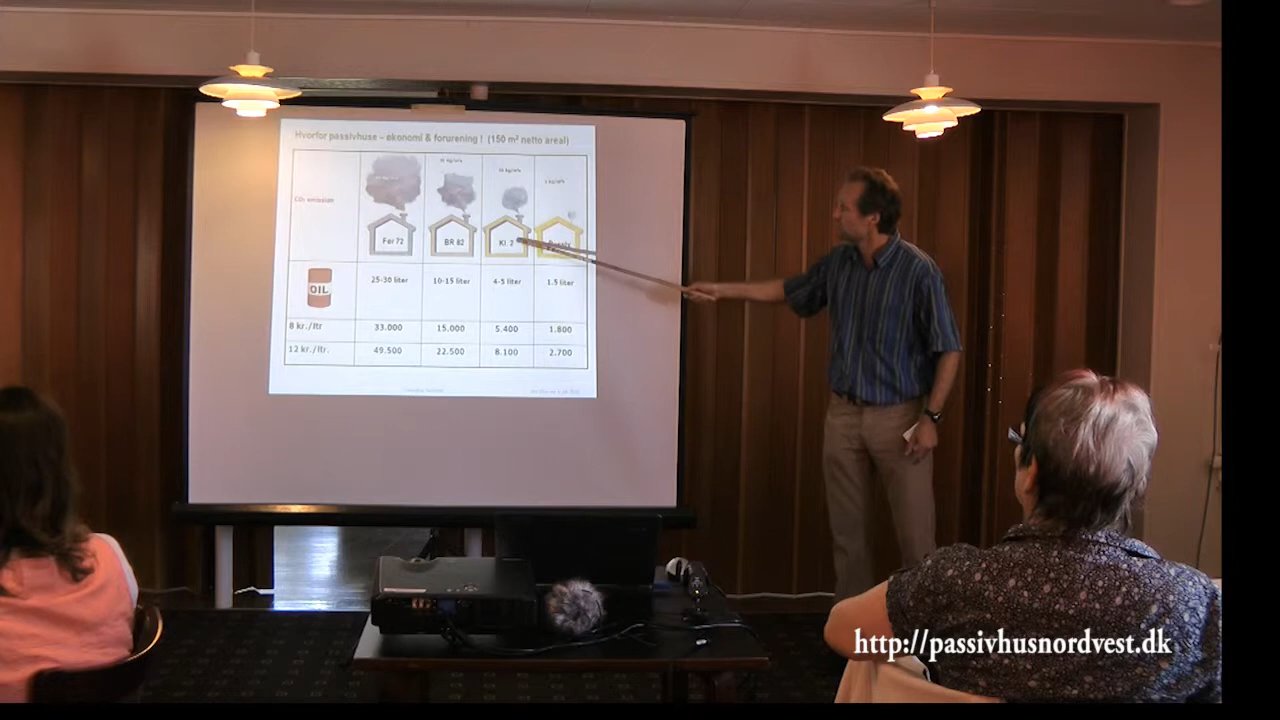 Hvorfor passivhuse – økonomi & forurening ! (150 m² netto areal)
CO₂ emission
Før 72
BR 82
Kl. 2
OIL
25-30 liter
10-15 liter
4-5 liter
1.5 liter
8 kr./ltr
33.000
15.000
5.400
1.800
12 kr./ltr.
49.500
22.500
8.100
2.700
http://passivhusnordvest.dk